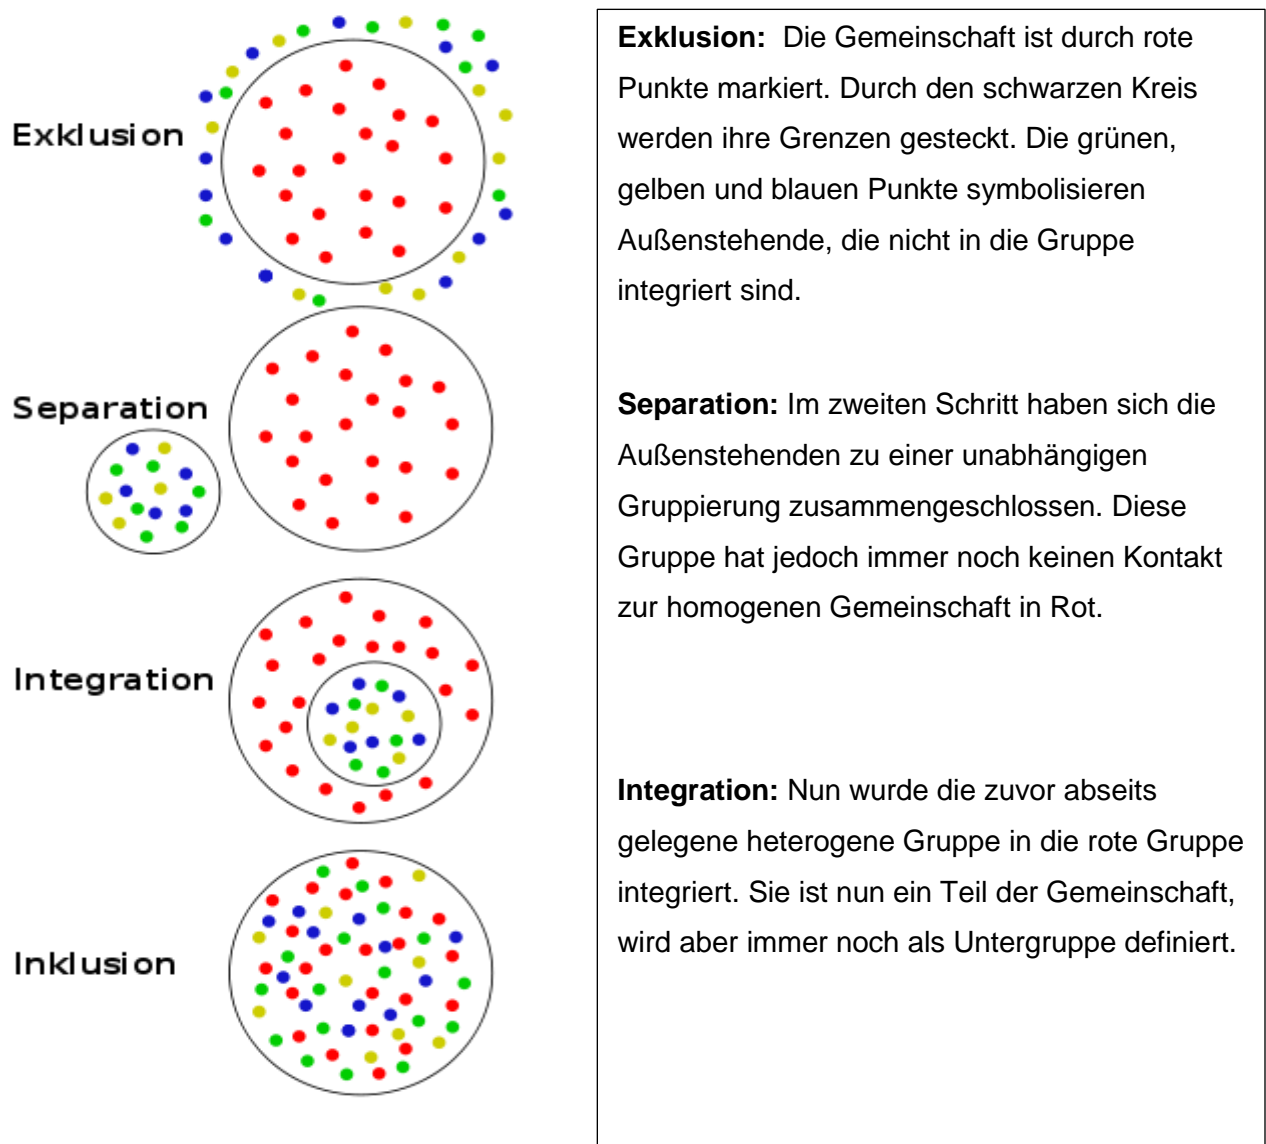 Exklusion
Separation
Integration
Inklusion
Exklusion: Die Gemeinschaft ist durch rote
Punkte markiert. Durch den schwarzen Kreis
werden ihre Grenzen gesteckt. Die grünen,
gelben und blauen Punkte symbolisieren
Außenstehende, die nicht in die Gruppe
integriert sind.
Separation: Im zweiten Schritt haben sich die
Außenstehenden zu einer unabhängigen
Gruppierung zusammengeschlossen. Diese
Gruppe hat jedoch immer noch keinen Kontakt
zur homogenen Gemeinschaft in Rot.
Integration: Nun wurde die zuvor abseits
gelegene heterogene Gruppe in die rote Gruppe
integriert. Sie ist nun ein Teil der Gemeinschaft,
wird aber immer noch als Untergruppe definiert.